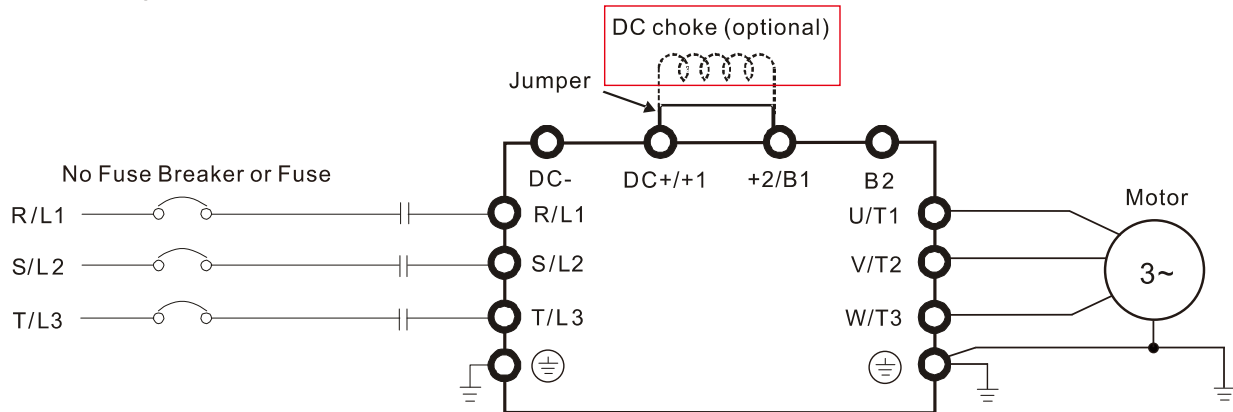 DC choke (optional)
Jumper
No Fuse Breaker or Fuse
DC-
DC+/+1
+2/B1
B2
Motor
R/L1
R/L1
U/T1
S/L2
S/L2
V/T2
3~
T/L3
T/L3
W/T3